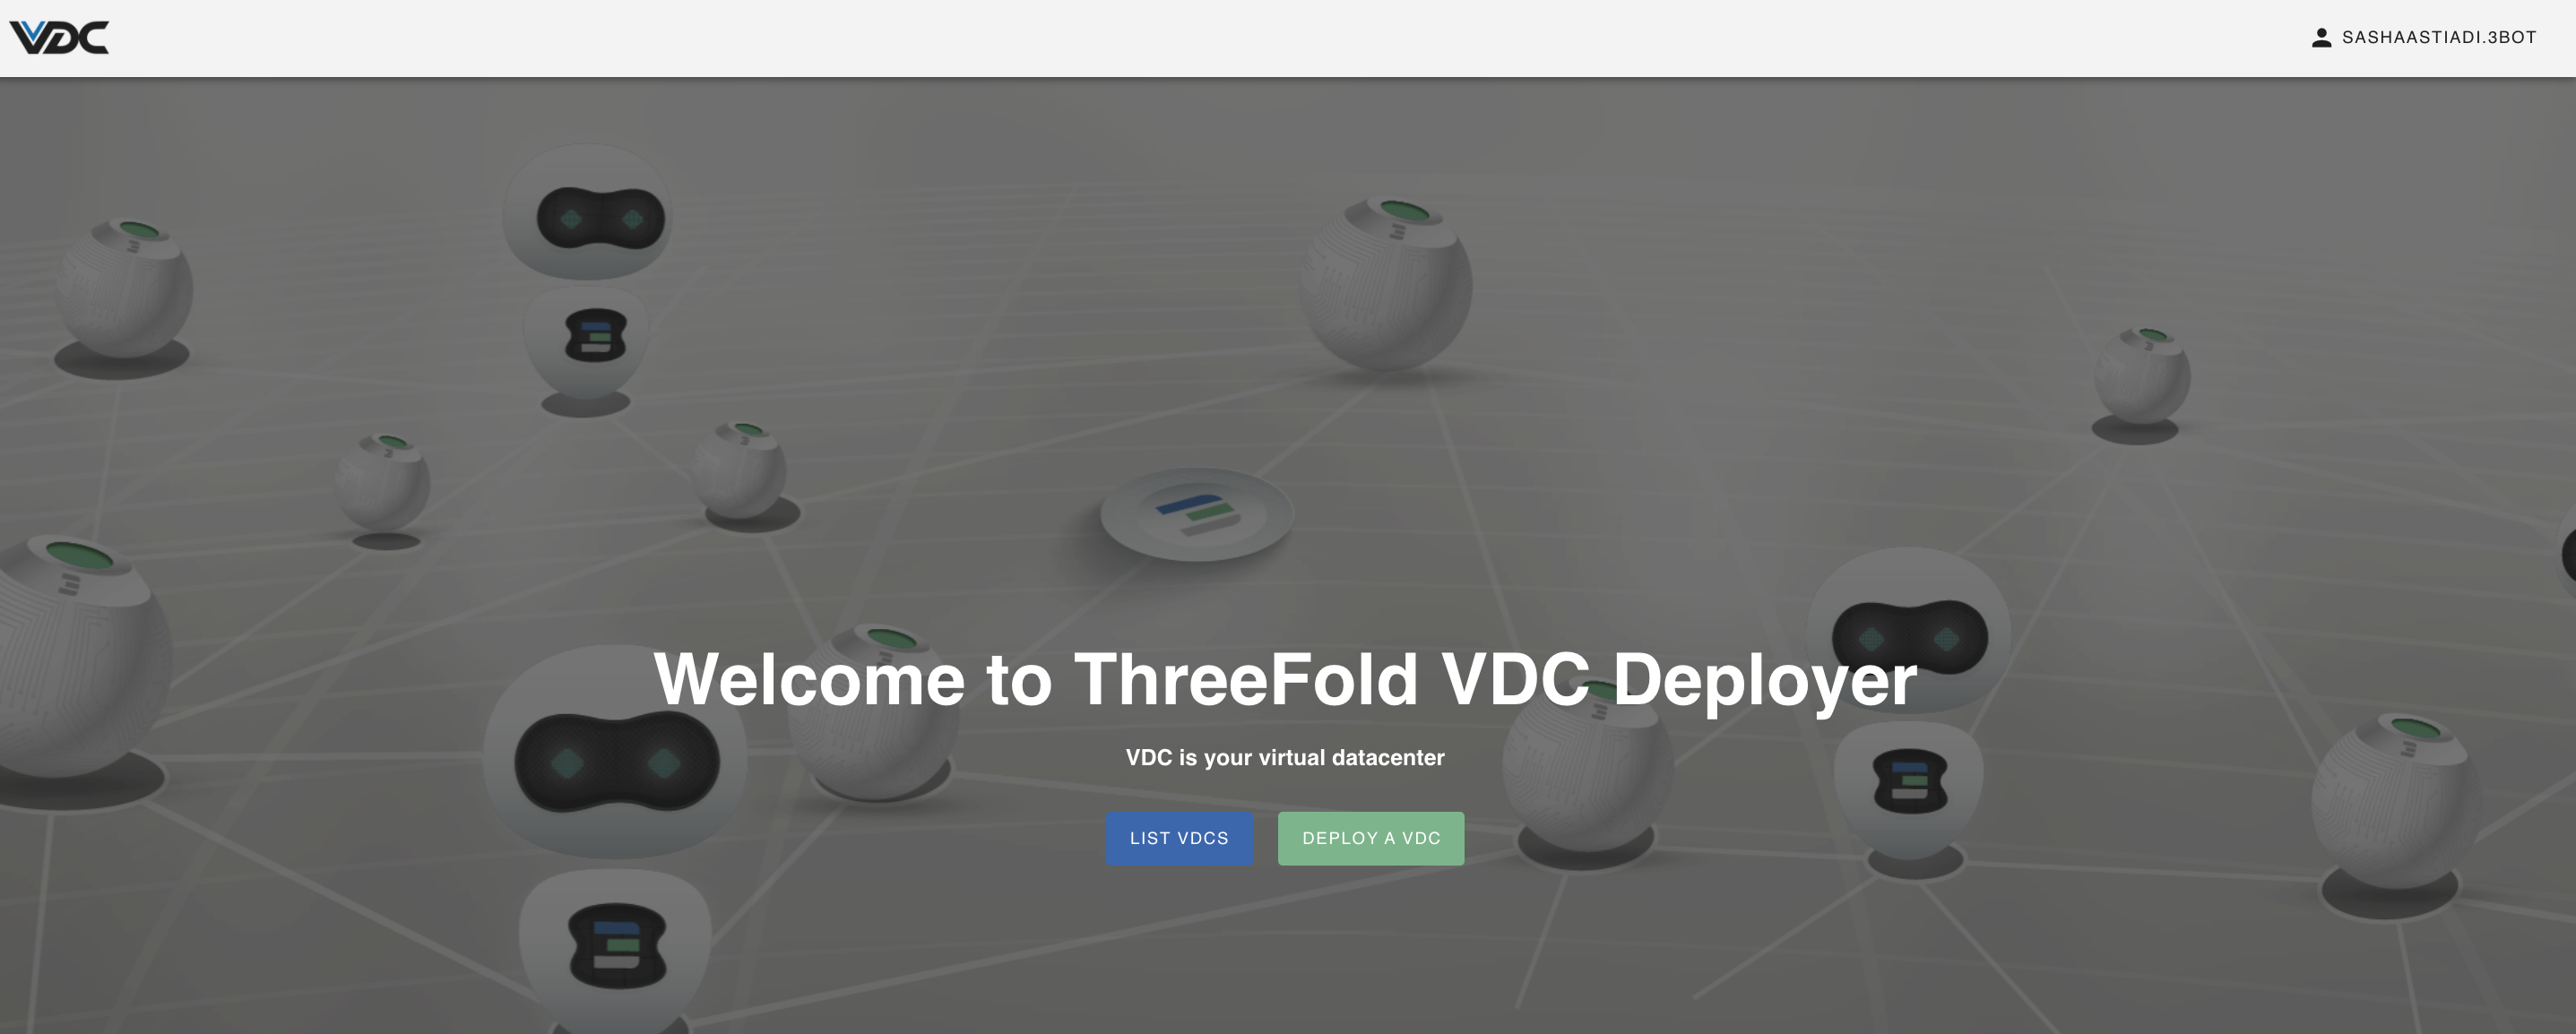 VDC
SASHAASTIADI.3BOT
Welcome to ThreeFold VDC Deployer
VDC is your virtual datacenter
LIST VDCS
DEPLOY A VDC